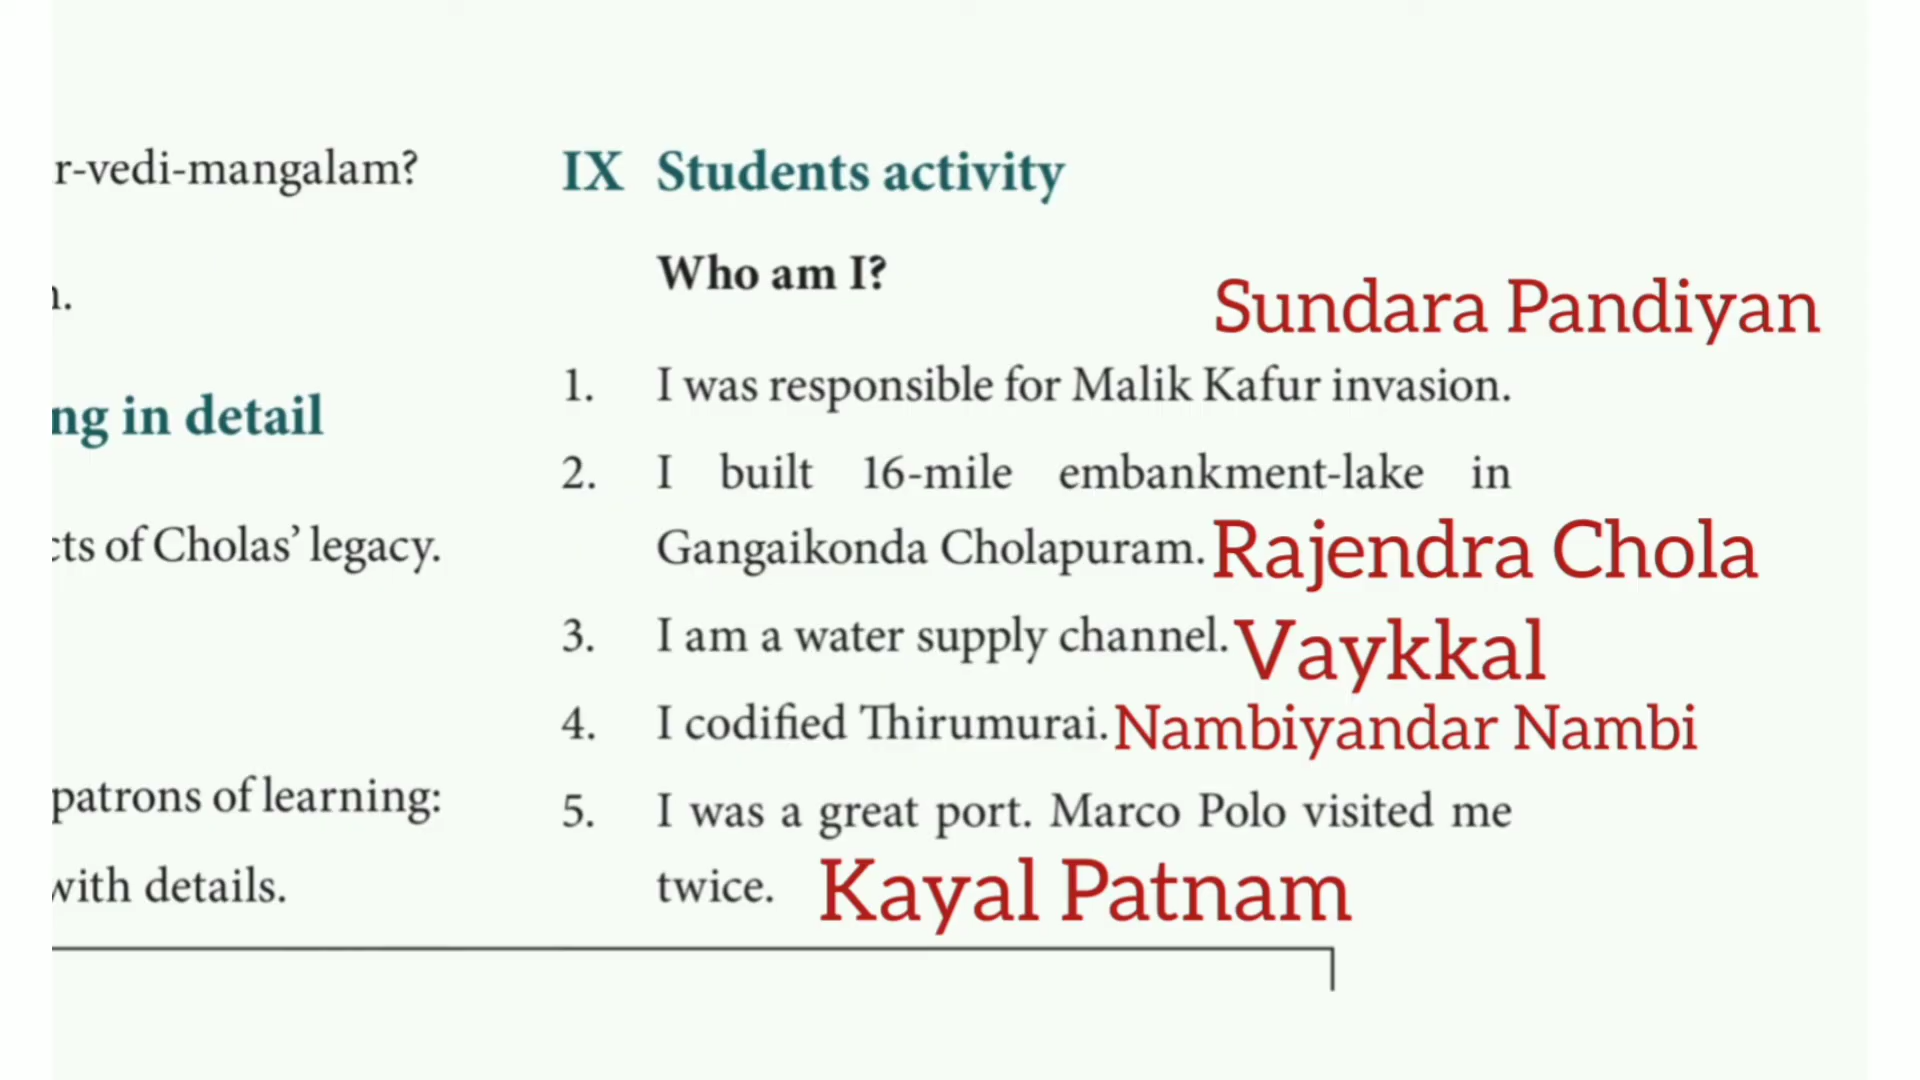 r-vedi-mangalam?
n.
ng in detail
cts of Cholas’ legacy.
patrons of learning:
with details.
IX Students activity
Who am I?
Sundara Pandiyan
1. I was responsible for Malik Kafur invasion.
2. I built 16-mile embankment-lake in
Gangaikonda Cholapuram. Rajendra Chola
3. I am a water supply channel. Vaykkal
4. I codified Thirumurai. Nambiyandar Nambi
5. I was a great port. Marco Polo visited me
twice. Kayal Patnam